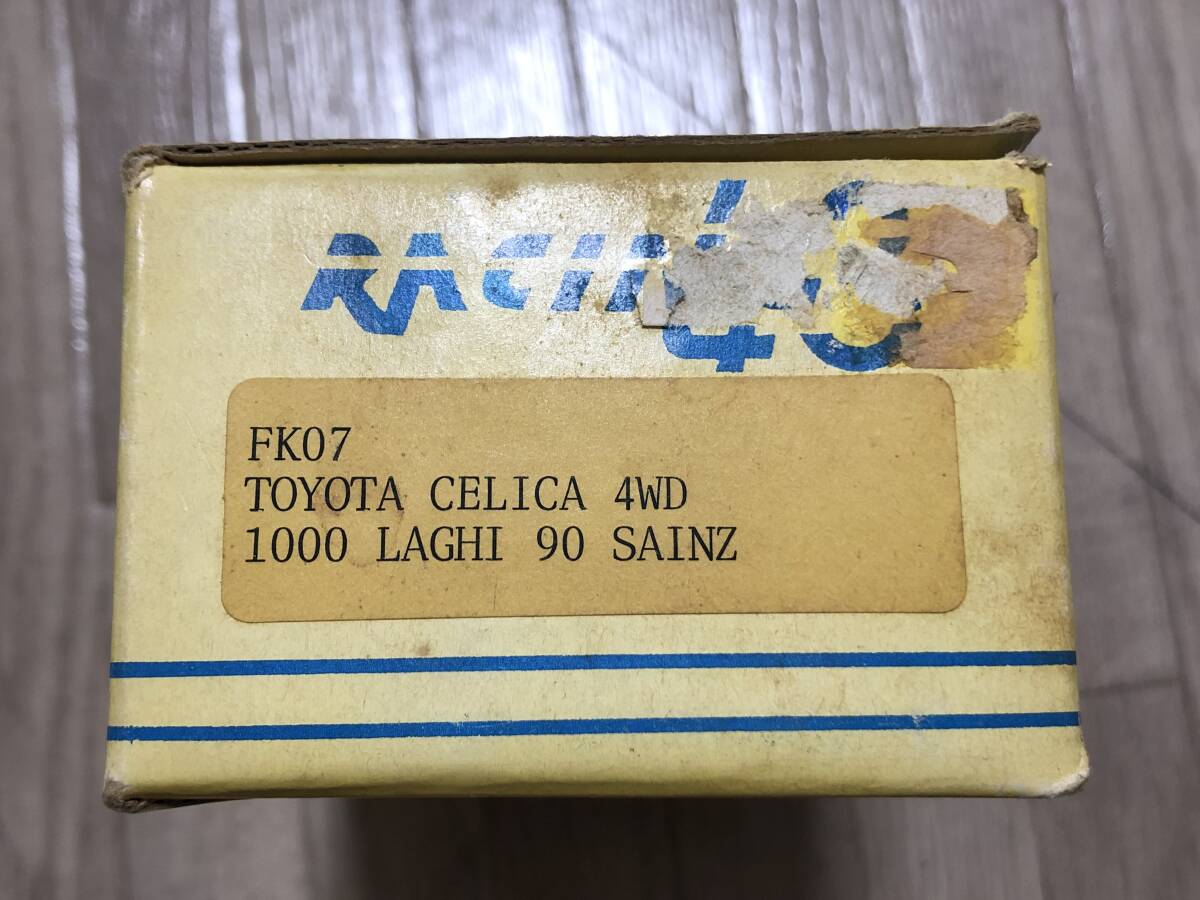 FK07
TOYOTA CELICA 4WD
1000 LAGHI 90 SAINZ